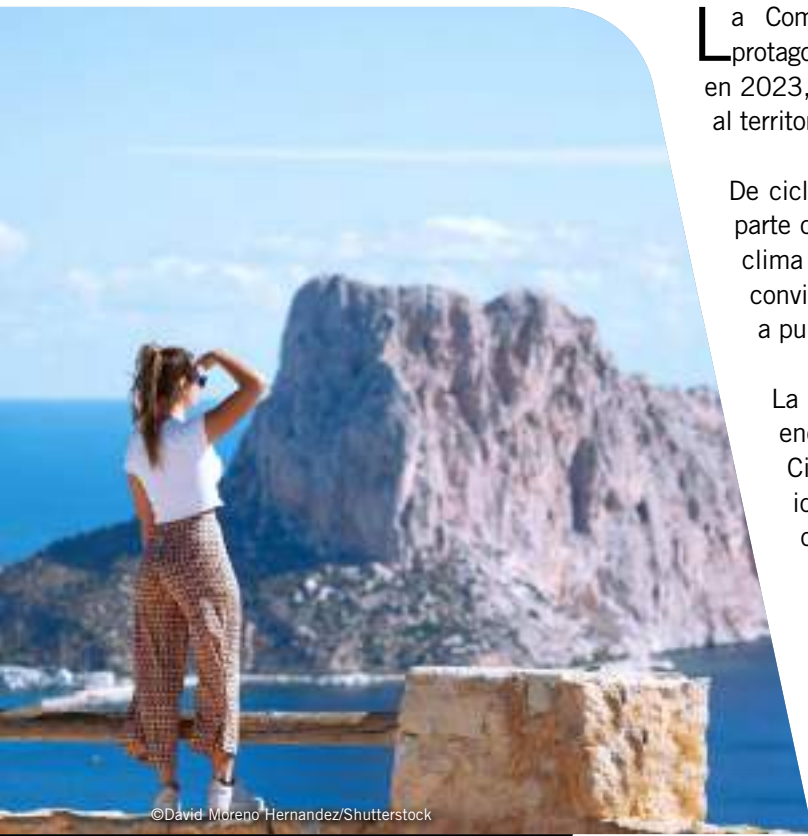 La Com
protago
en 2023,
al territor
De cicl
parte
clima
convi
a pu
La
en
Ci
©David Moreno Hernandez/Shutterstock